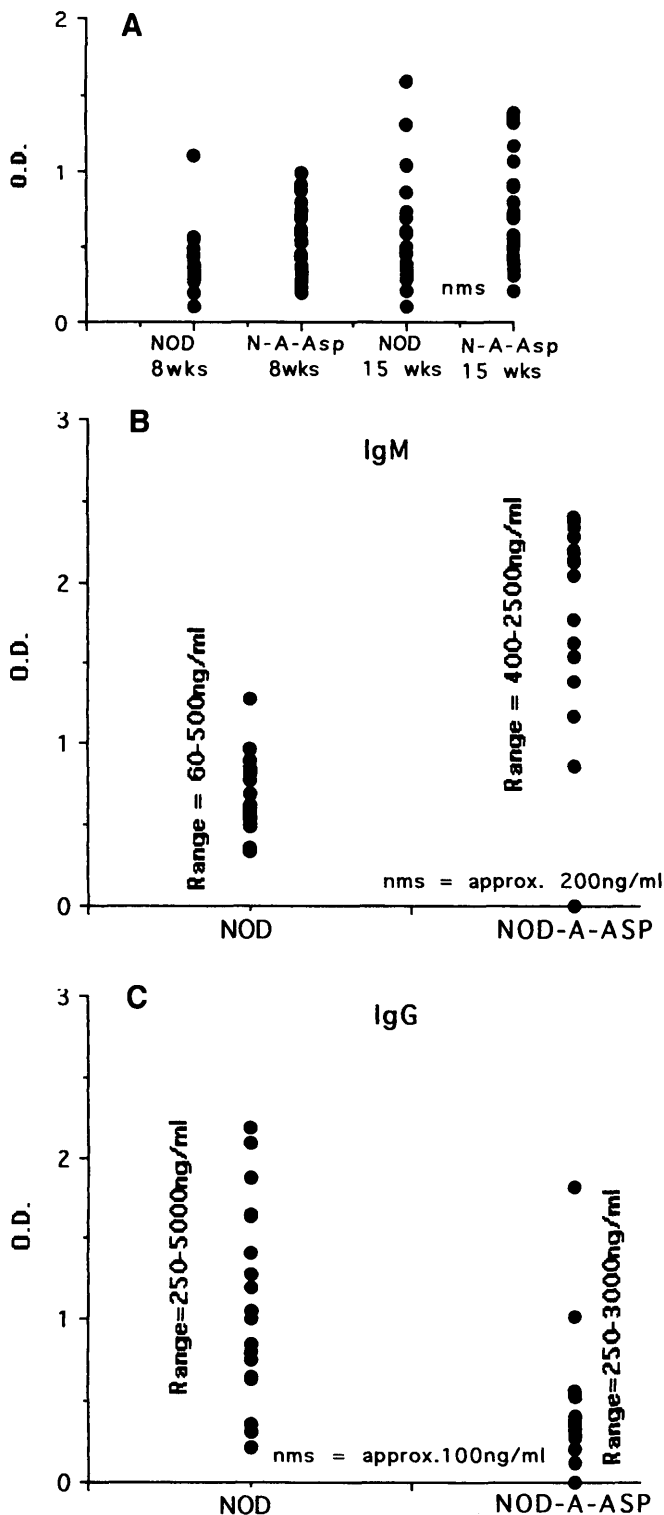 A
2
1
0
O.D.
nms
NOD N-A-Asp NOD N-A-Asp
8wks 8wks 15 wks 15 wks
B
IgM
3
2
1
0
O.D.
Range = 60-500ng/ml
Range = 400-2500ng/ml
nms = approx. 200ng/ml
NOD NOD-A-ASP
C
IgG
3
2
1
0
O.D.
Range=250-5000ng/ml
Range=250-3000ng/ml
nms = approx.100ng/ml
NOD NOD-A-ASP